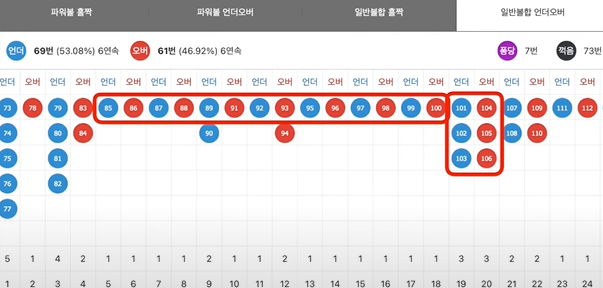 파워볼 홀짝 파워볼 언더오버 일반볼합 홀짝 일반볼합 언더오버
언더 69번 (53.08%) 6연속 오버 61번 (46.92%) 6연속 퐁당 7번 꺽음 73번
언더 오버 언더 오버 언더 오버 언더 오버 언더 오버 언더 오버 언더 오버 언더 오버 언더 오버 언더 오버 언더 오버 언더 오버
73 78 79 83 85 86 87 88 89 91 92 93 95 96 97 98 99 100 101 104 107 109 111 112
74 80 84 90 94 102 105 108 110
75 81 103 106
76 82
77
5 1 4 2 1 1 1 1 2 1 1 2 1 1 1 1 1 1 3 3 2 2 1 1
1 2 3 4 5 6 7 8 9 10 11 12 13 14 15 16 17 18 19 20 21 22 23 24